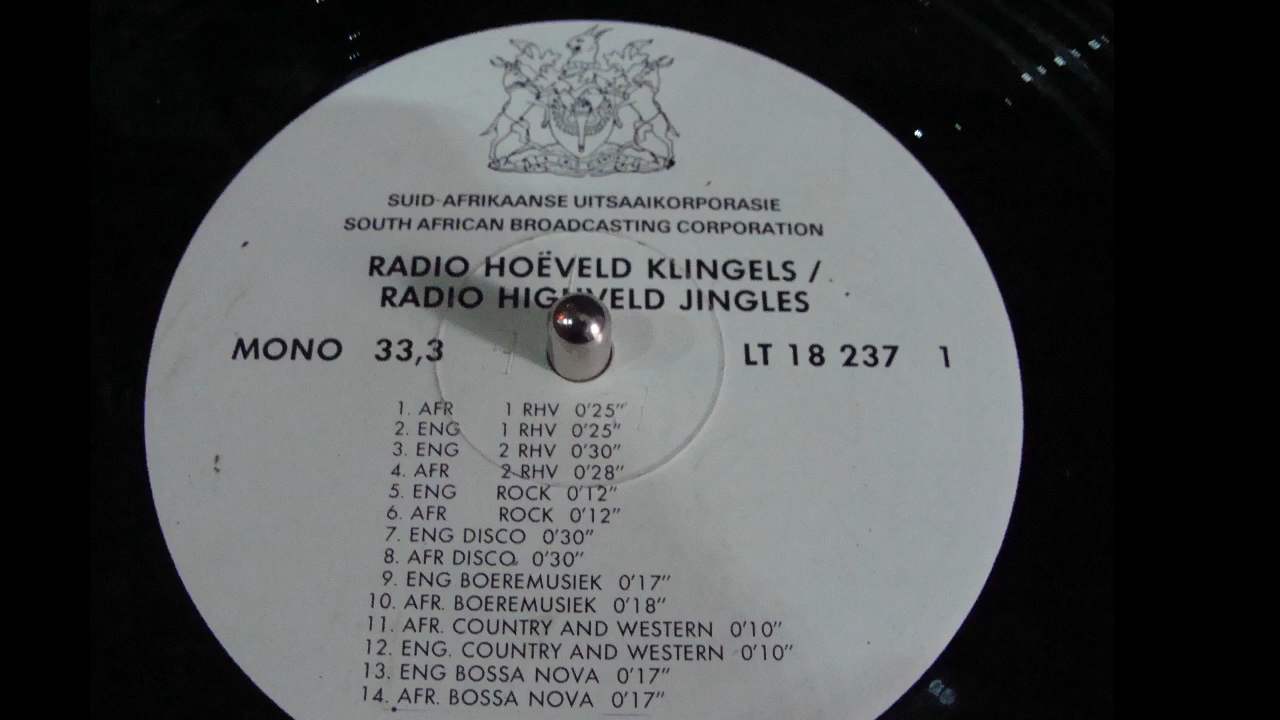 SUID-AFRIKAANSE UITSAAIKORPORASIE
SOUTH AFRICAN BROADCASTING CORPORATION
RADIO HOËVELD KLINGELS /
RADIO HIGHVELD JINGLES
MONO 33,3 LT 18 237 1
1. AFR 1 RHV 0'25"
2. ENG 1 RHV 0'25"
3. ENG 2 RHV 0'30"
4. AFR 2 RHV 0'28"
5. ENG ROCK 0'12"
6. AFR ROCK 0'12"
7. ENG DISCO 0'30"
8. AFR DISCO 0'30"
9. ENG BOEREMUSIEK 0'17"
10. AFR. BOEREMUSIEK 0'18"
11. AFR. COUNTRY AND WESTERN 0'10"
12. ENG. COUNTRY AND WESTERN 0'10"
13. ENG BOSSA NOVA 0'17"
14. AFR. BOSSA NOVA 0'17"